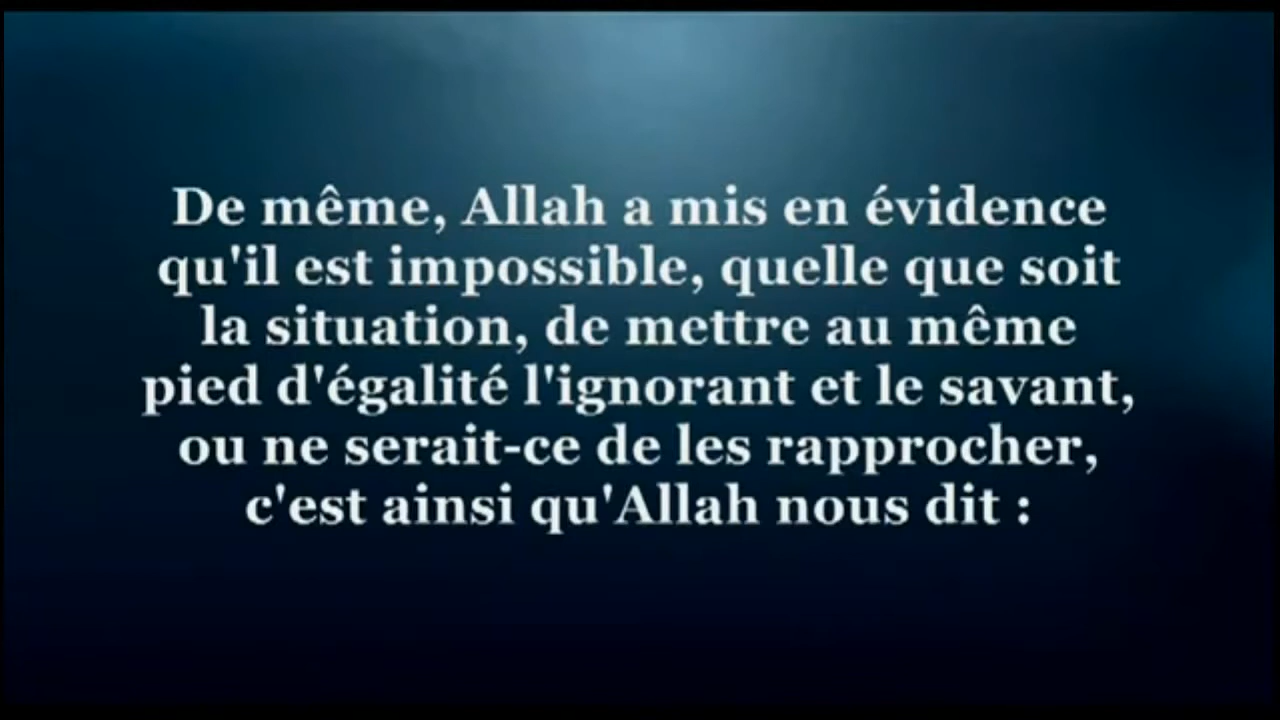 De même, Allah a mis en évidence
qu'il est impossible, quelle que soit
la situation, de mettre au même
pied d'égalité l'ignorant et le savant,
ou ne serait-ce de les rapprocher,
c'est ainsi qu'Allah nous dit :